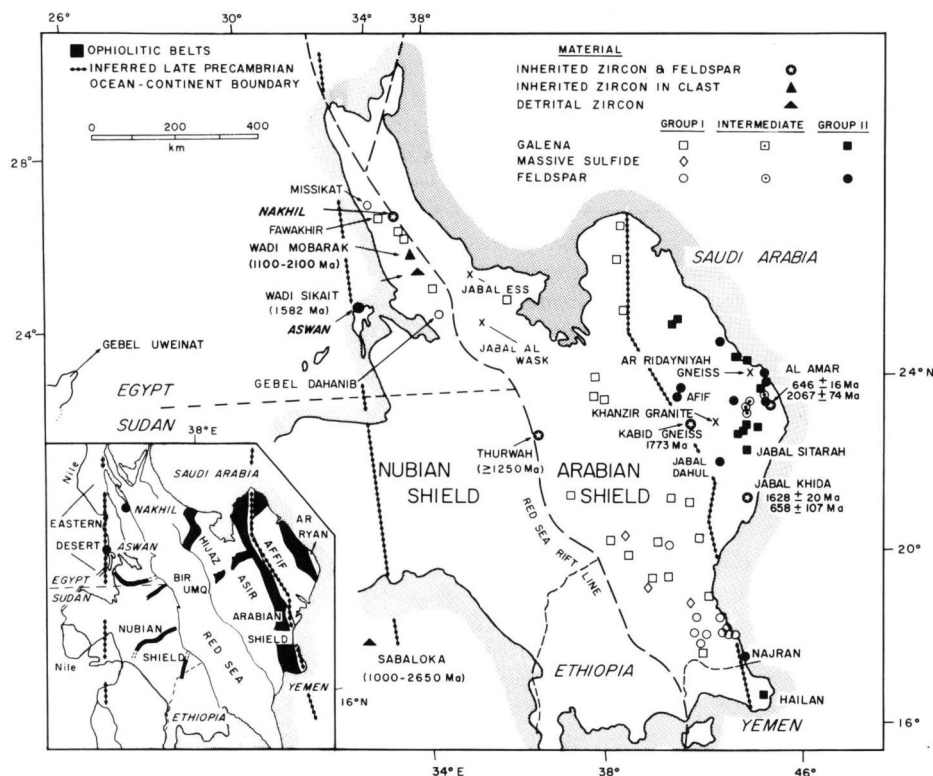 26°
30°
34°
38°
OPHIOLITIC BELTS
INFERRED LATE PRECAMBRIAN
OCEAN-CONTINENT BOUNDARY
0 200 400
km
MATERIAL
INHERITED ZIRCON & FELDSPAR
INHERITED ZIRCON IN CLAST
DETRITAL ZIRCON
GROUP I INTERMEDIATE GROUP II
GALENA
MASSIVE SULFIDE
FELDSPAR
28°
24°
MISSIKAT
NAKHIL
FAWAKHIR
WADI MOBARAK
(1100-2100 Ma)
WADI SIKAIT
(1582 Ma)
ASWAN
GEBEL UWEINAT
GEBEL DAHANIB
EGYPT
SUDAN
JABAL ESS
JABAL AL
WASK
SAUDI ARABIA
AR RIDAYNIYAH
GNEISS
AL AMAR
646 ± 16 Ma
2067 ± 74 Ma
24° N
AFIF
KHANZIR GRANITE
KABID GNEISS
1773 Ma
THURWAH
(≥1250 Ma)
JABAL SITARAH
JABAL
DAHUL
JABAL KHIDA
1628 ± 20 Ma
658 ± 107 Ma
NUBIAN
SHIELD
ARABIAN
SHIELD
RED SEA RIFT LINE
20°
SABALOKA
(1000-2650 Ma)
ETHIOPIA
NAJRAN
HAILAN
YEMEN
16°
34° E
38°
46°
38° E
Nile
SAUDI ARABIA
NAKHIL
EASTERN
DESERT
ASWAN
EGYPT
SUDAN
HIJAZ
BIR
UMQ
AFFIF
ASIR
AR
RYAN
ARABIAN
SHIELD
NUBIAN
SHIELD
RED SEA
Nile
YEMEN
16° N
ETHIOPIA